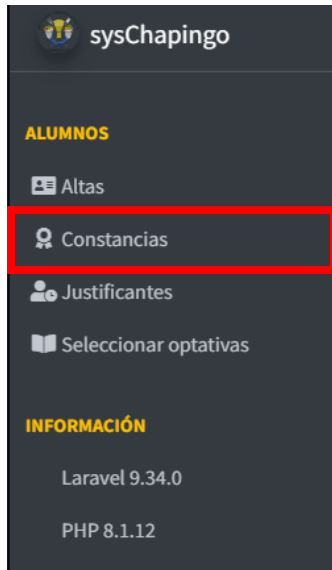 sysChapingo
ALUMNOS
Altas
Constancias
Justificantes
Seleccionar optativas
INFORMACIÓN
Laravel 9.34.0
PHP 8.1.12